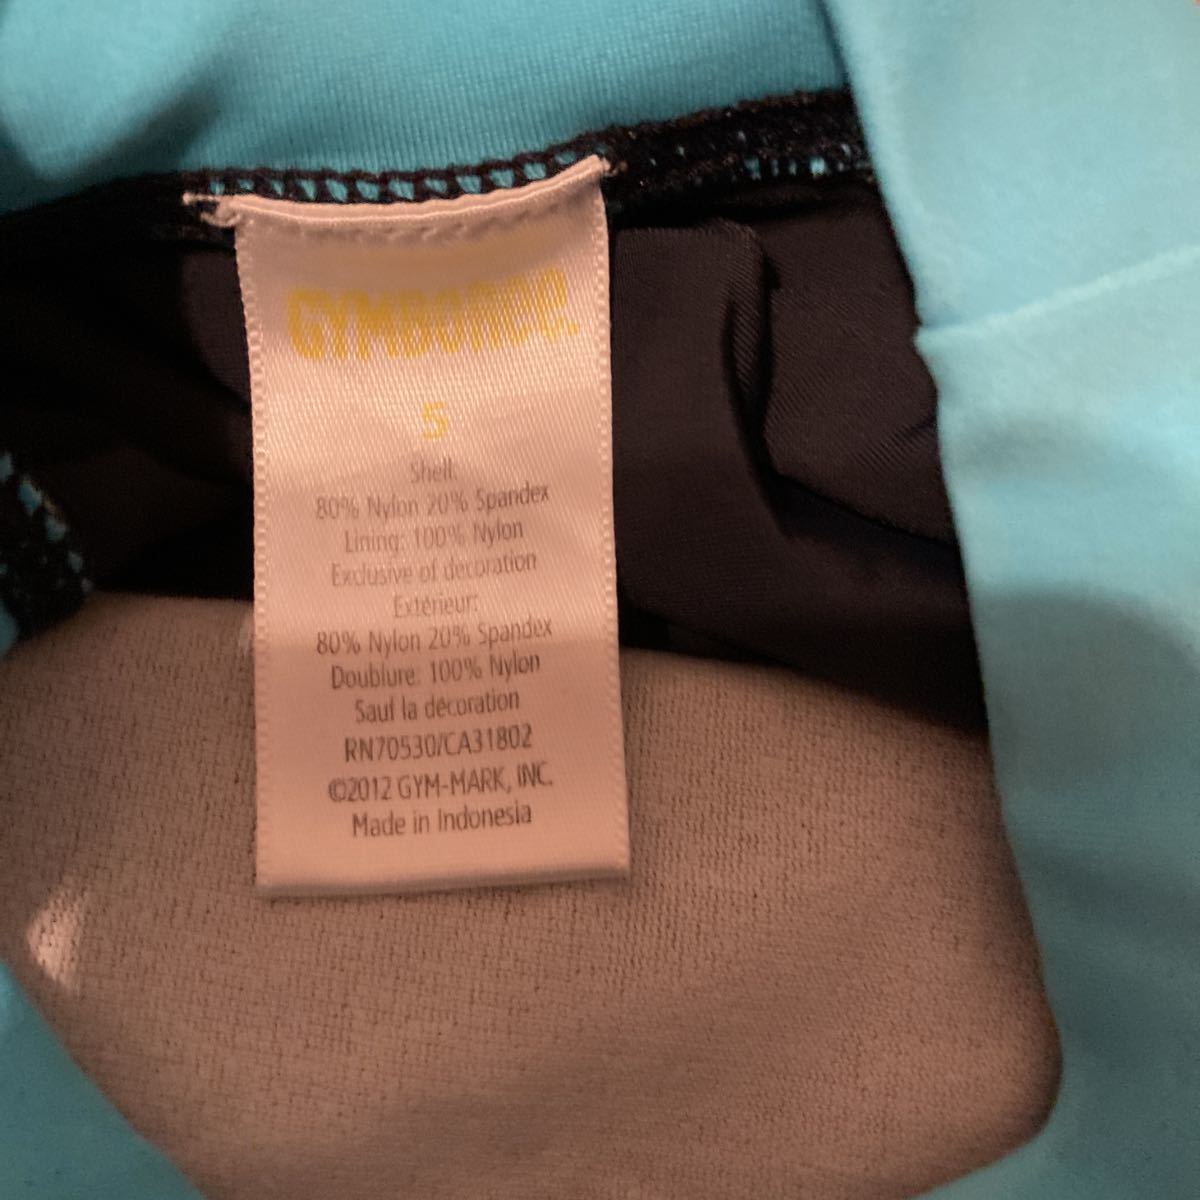 GYMBOREE
5
Shell:
80% Nylon 20% Spandex
Lining: 100% Nylon
Exclusive of decoration
Extérieur:
80% Nylon 20% Spandex
Doublure: 100% Nylon
Sauf la décoration
RN70530/CA31802
©2012 GYM-MARK, INC.
Made in Indonesia